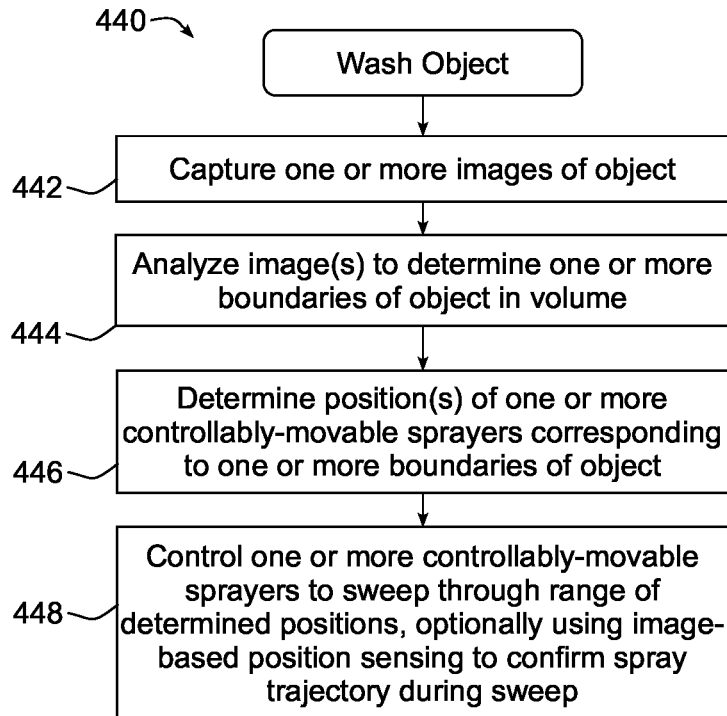 440
Wash Object
442
Capture one or more images of object
Analyze image(s) to determine one or more
boundaries of object in volume
444
Determine position(s) of one or more
controllably-movable sprayers corresponding
to one or more boundaries of object
446
Control one or more controllably-movable
sprayers to sweep through range of
determined positions, optionally using image-
based position sensing to confirm spray
trajectory during sweep
448